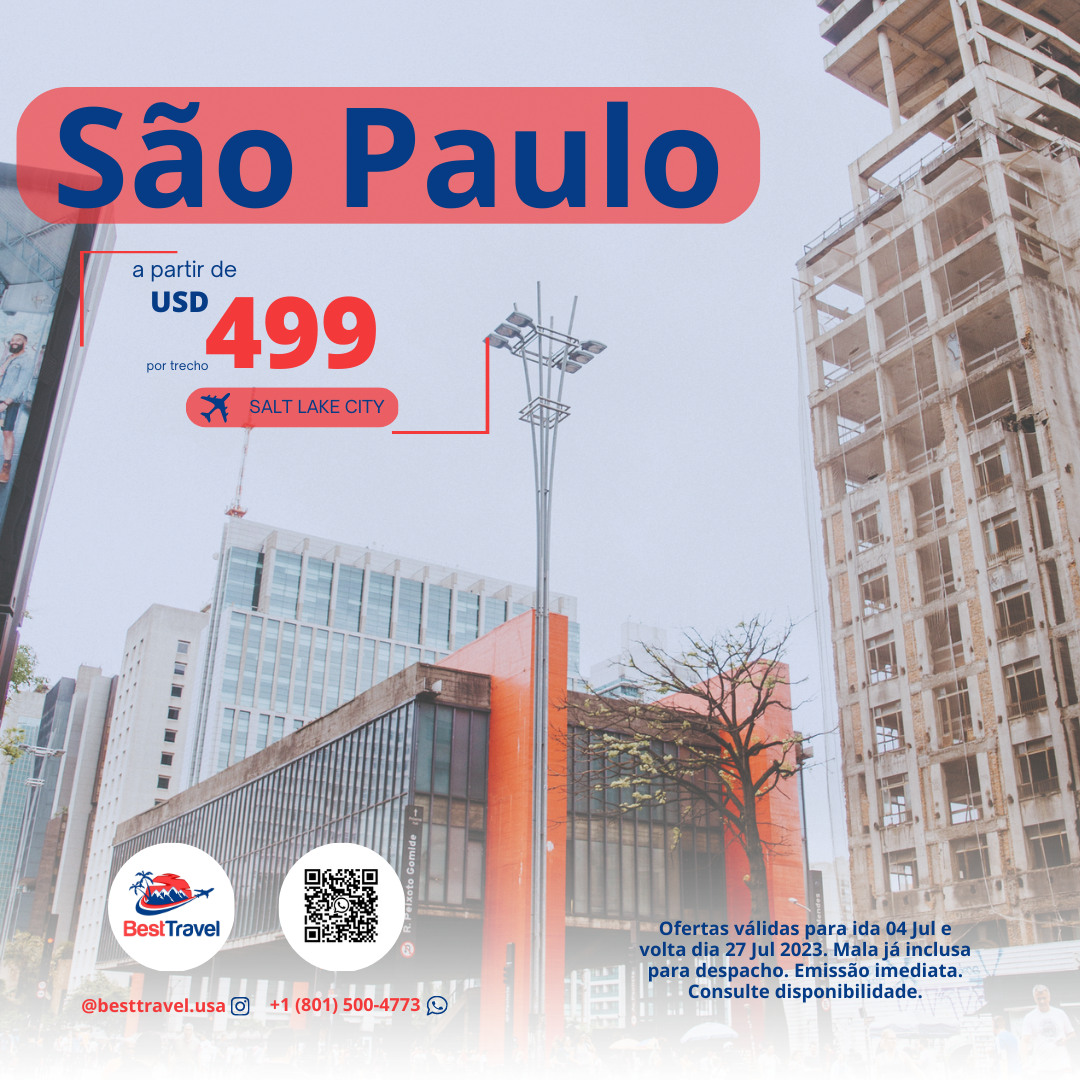 São Paulo
a partir de
USD
499
por trecho
SALT LAKE CITY
R. Peixoto Gomide
BestTravel
Ofertas válidas para ida 04 Jul e
volta dia 27 Jul 2023. Mala já inclusa
para despacho. Emissão imediata.
Consulte disponibilidade.
@besttravel.usa
+1 (801) 500-4773